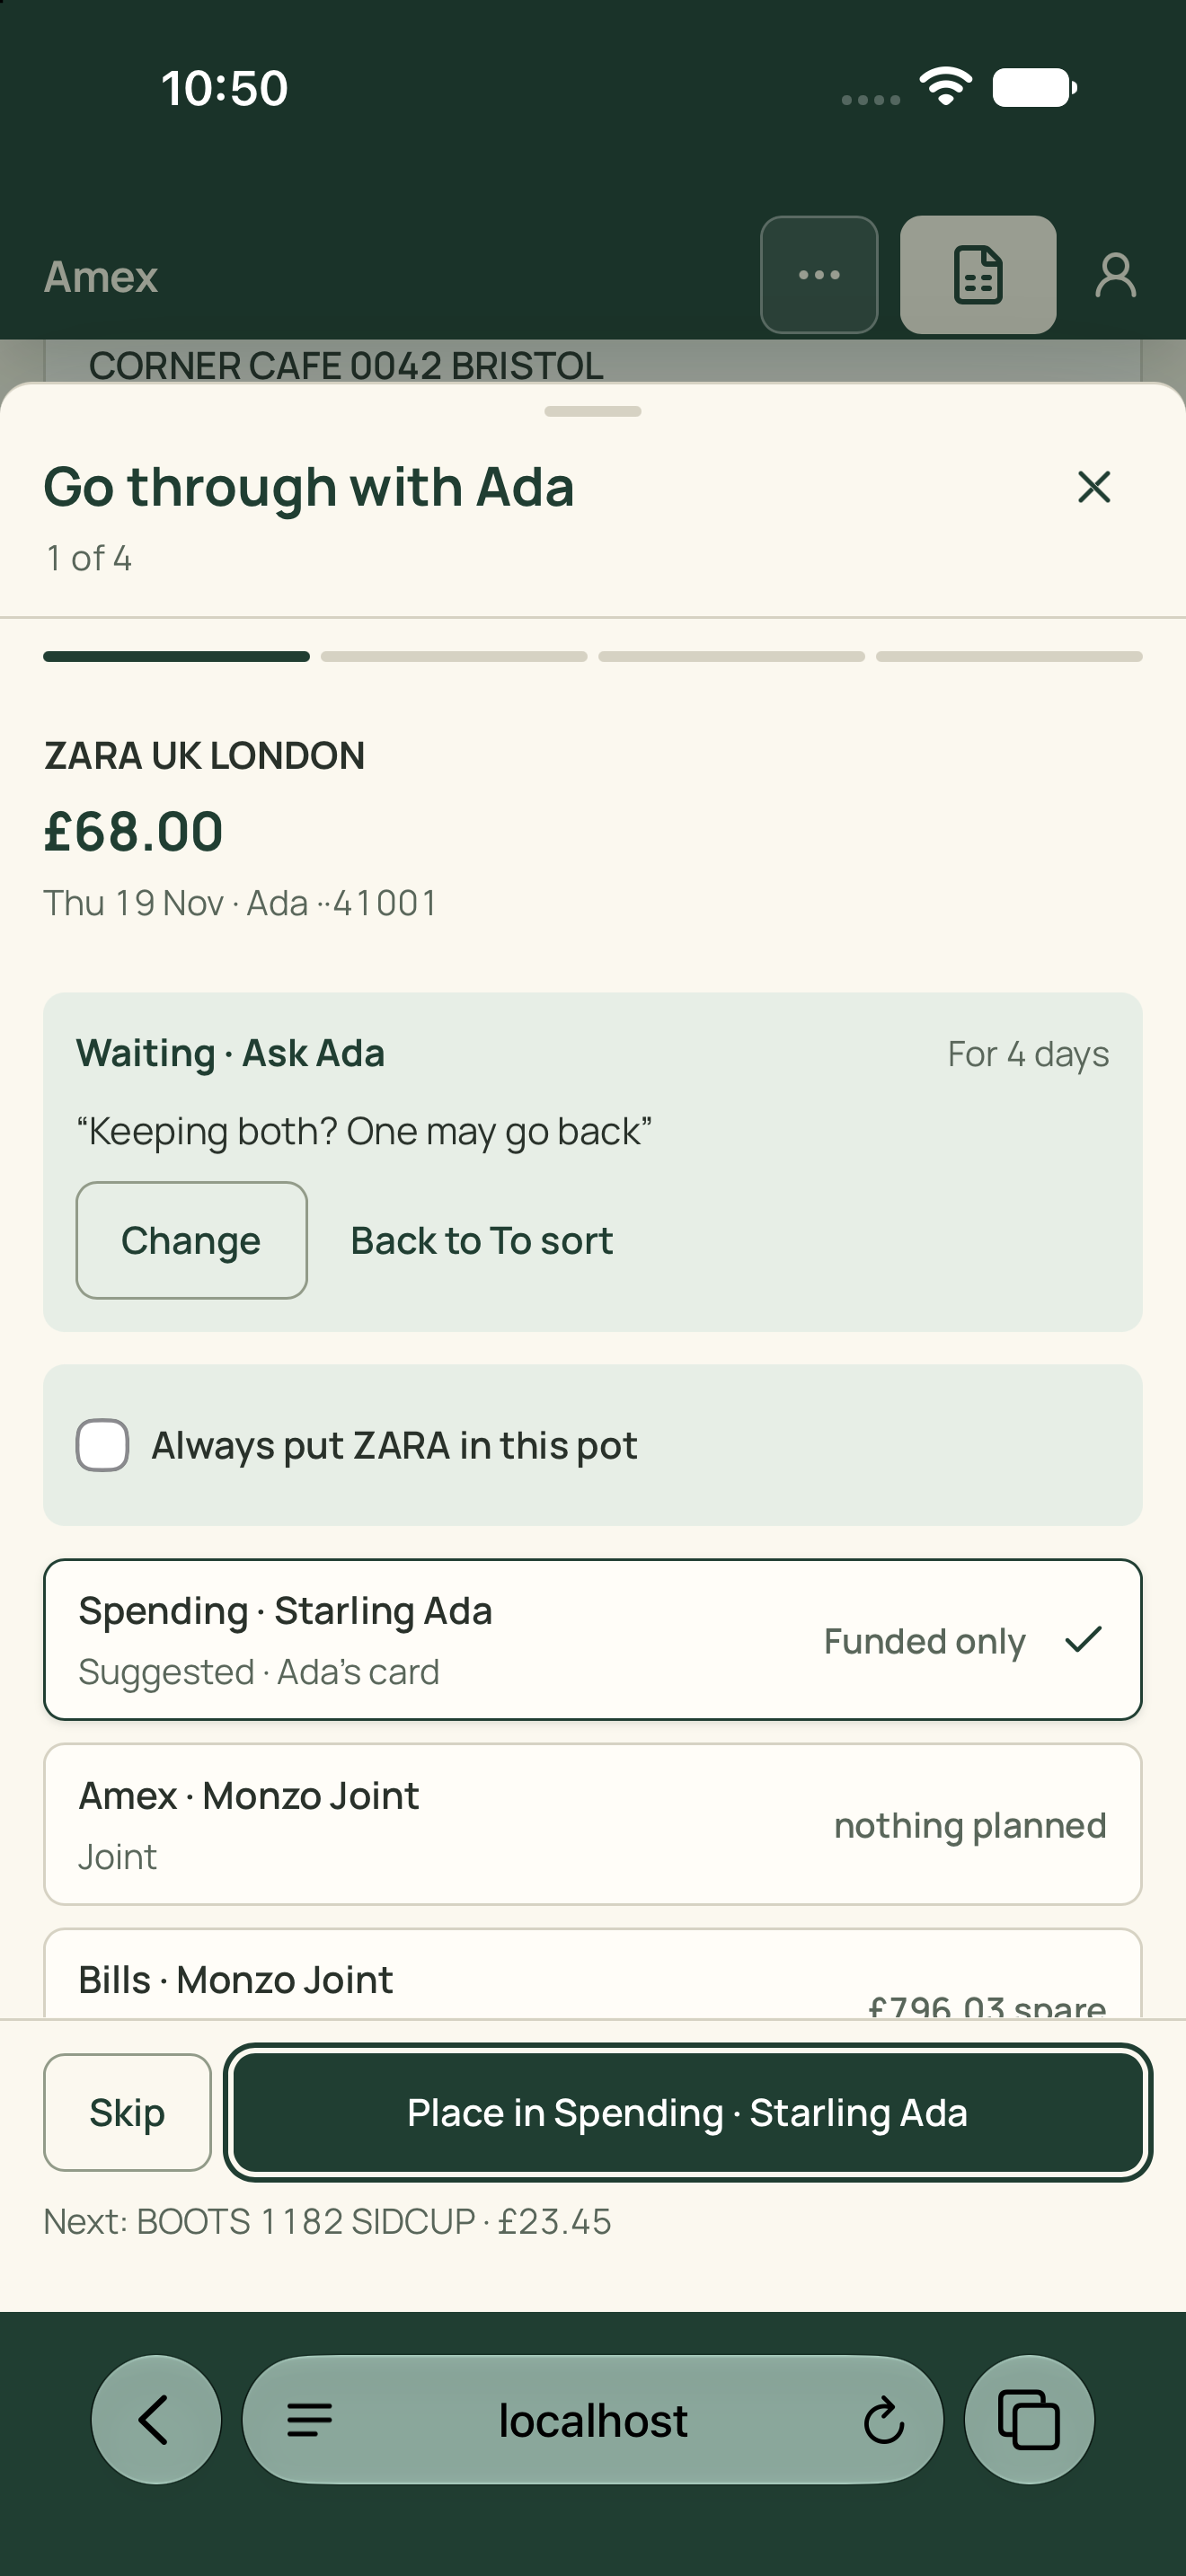 10:50
Amex
CORNER CAFE 0042 BRISTOL
Go through with Ada
1 of 4
ZARA UK LONDON
£68.00
Thu 19 Nov · Ada ··41001
Waiting · Ask Ada
For 4 days
“Keeping both? One may go back”
Change
Back to To sort
Always put ZARA in this pot
Spending · Starling Ada
Funded only
Suggested · Ada’s card
Amex · Monzo Joint
nothing planned
Joint
Bills · Monzo Joint
£796.03 spare
Skip
Place in Spending · Starling Ada
Next: BOOTS 1182 SIDCUP · £23.45
localhost